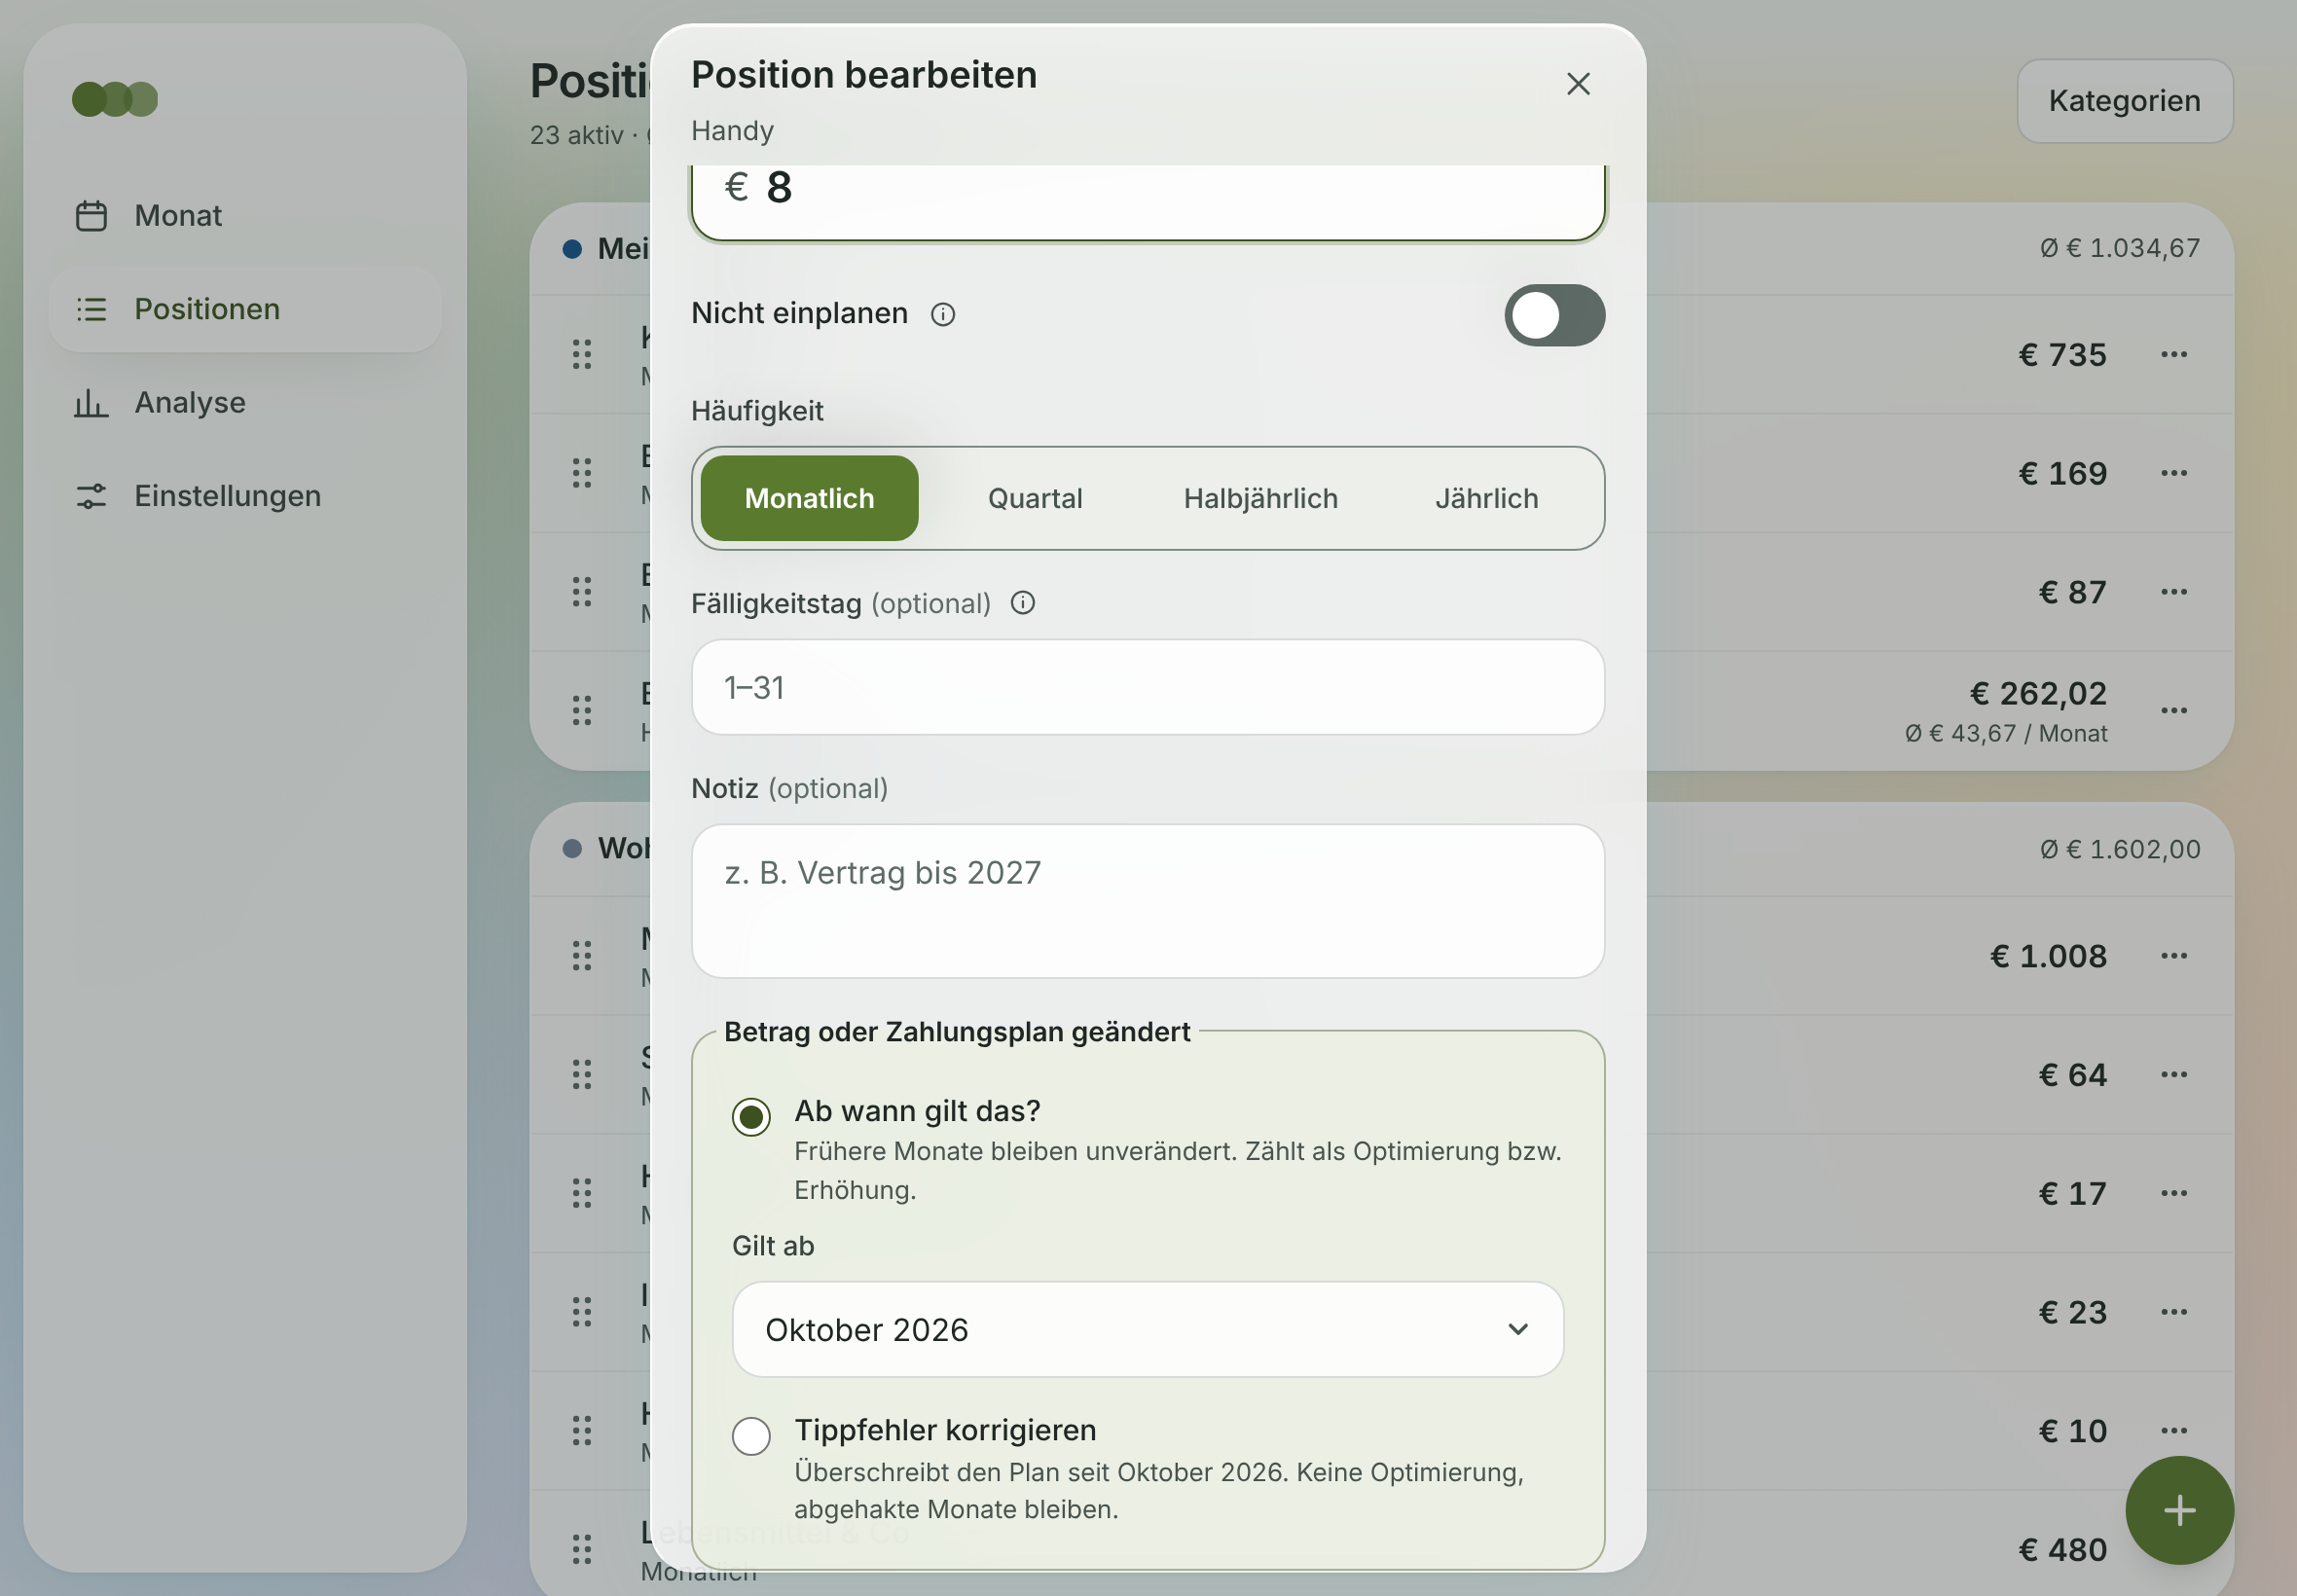 Monat
Positionen
Analyse
Einstellungen
23 aktiv ·
Kategorien
Position bearbeiten
Handy
€ 8
Nicht einplanen
Häufigkeit
Monatlich
Quartal
Halbjährlich
Jährlich
Fälligkeitstag (optional)
1–31
Notiz (optional)
z. B. Vertrag bis 2027
Betrag oder Zahlungsplan geändert
Ab wann gilt das?
Frühere Monate bleiben unverändert. Zählt als Optimierung bzw.
Erhöhung.
Gilt ab
Oktober 2026
Tippfehler korrigieren
Überschreibt den Plan seit Oktober 2026. Keine Optimierung,
abgehakte Monate bleiben.
Ø € 1.034,67
€ 735
€ 169
€ 87
€ 262,02
Ø € 43,67 / Monat
Ø € 1.602,00
€ 1.008
€ 64
€ 17
€ 23
€ 10
Lebensmittel & Co
Monatlich
€ 480